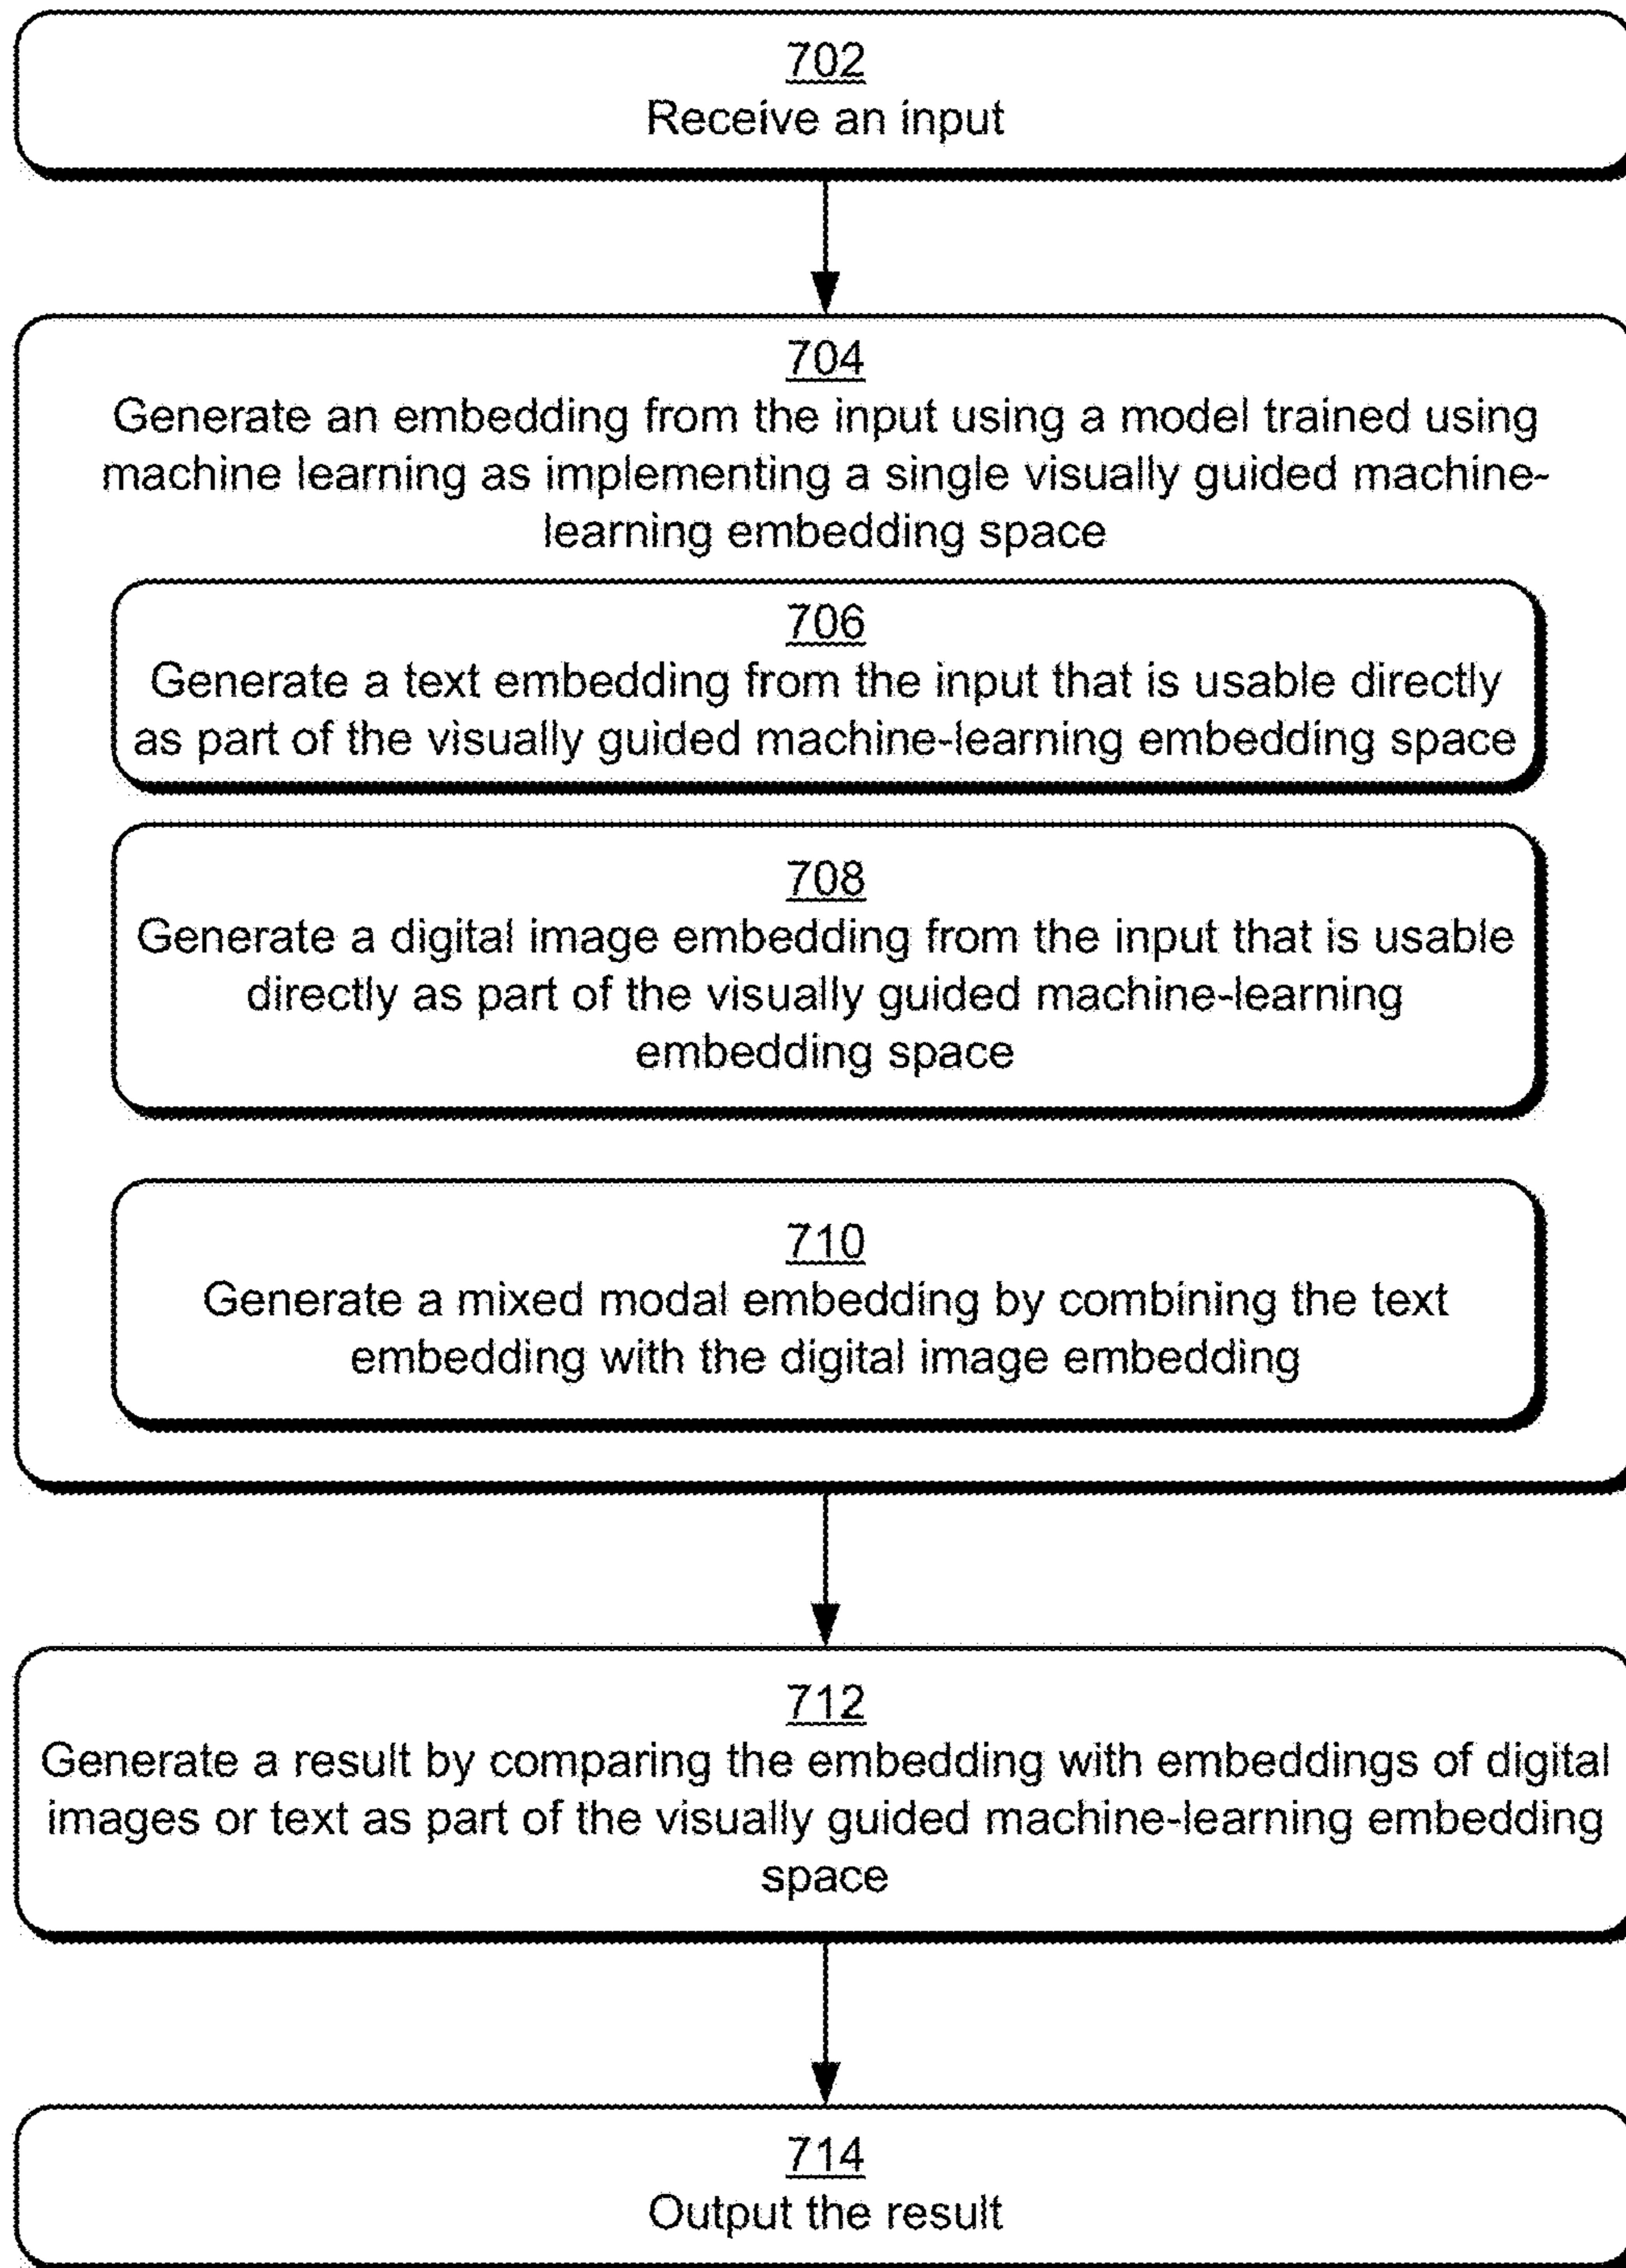 702
Receive an input
704
Generate an embedding from the input using a model trained using
machine learning as implementing a single visually guided machine-
learning embedding space
706
Generate a text embedding from the input that is usable directly
as part of the visually guided machine-learning embedding space
708
Generate a digital image embedding from the input that is usable
directly as part of the visually guided machine-learning
embedding space
710
Generate a mixed modal embedding by combining the text
embedding with the digital image embedding
712
Generate a result by comparing the embedding with embeddings of digital
images or text as part of the visually guided machine-learning embedding
space
714
Output the result